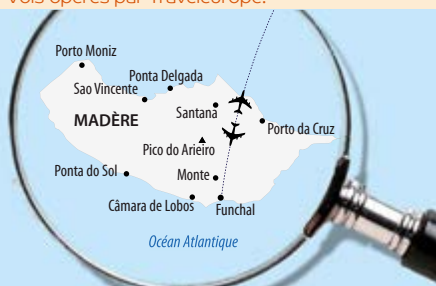 Vols opérés par Traveleurope.
Porto Moniz
Ponta Delgada
Sao Vincente
Santana
MADÈRE
Porto da Cruz
Pico do Arieiro
Ponta do Sol
Monte
Câmara de Lobos
Funchal
Océan Atlantique